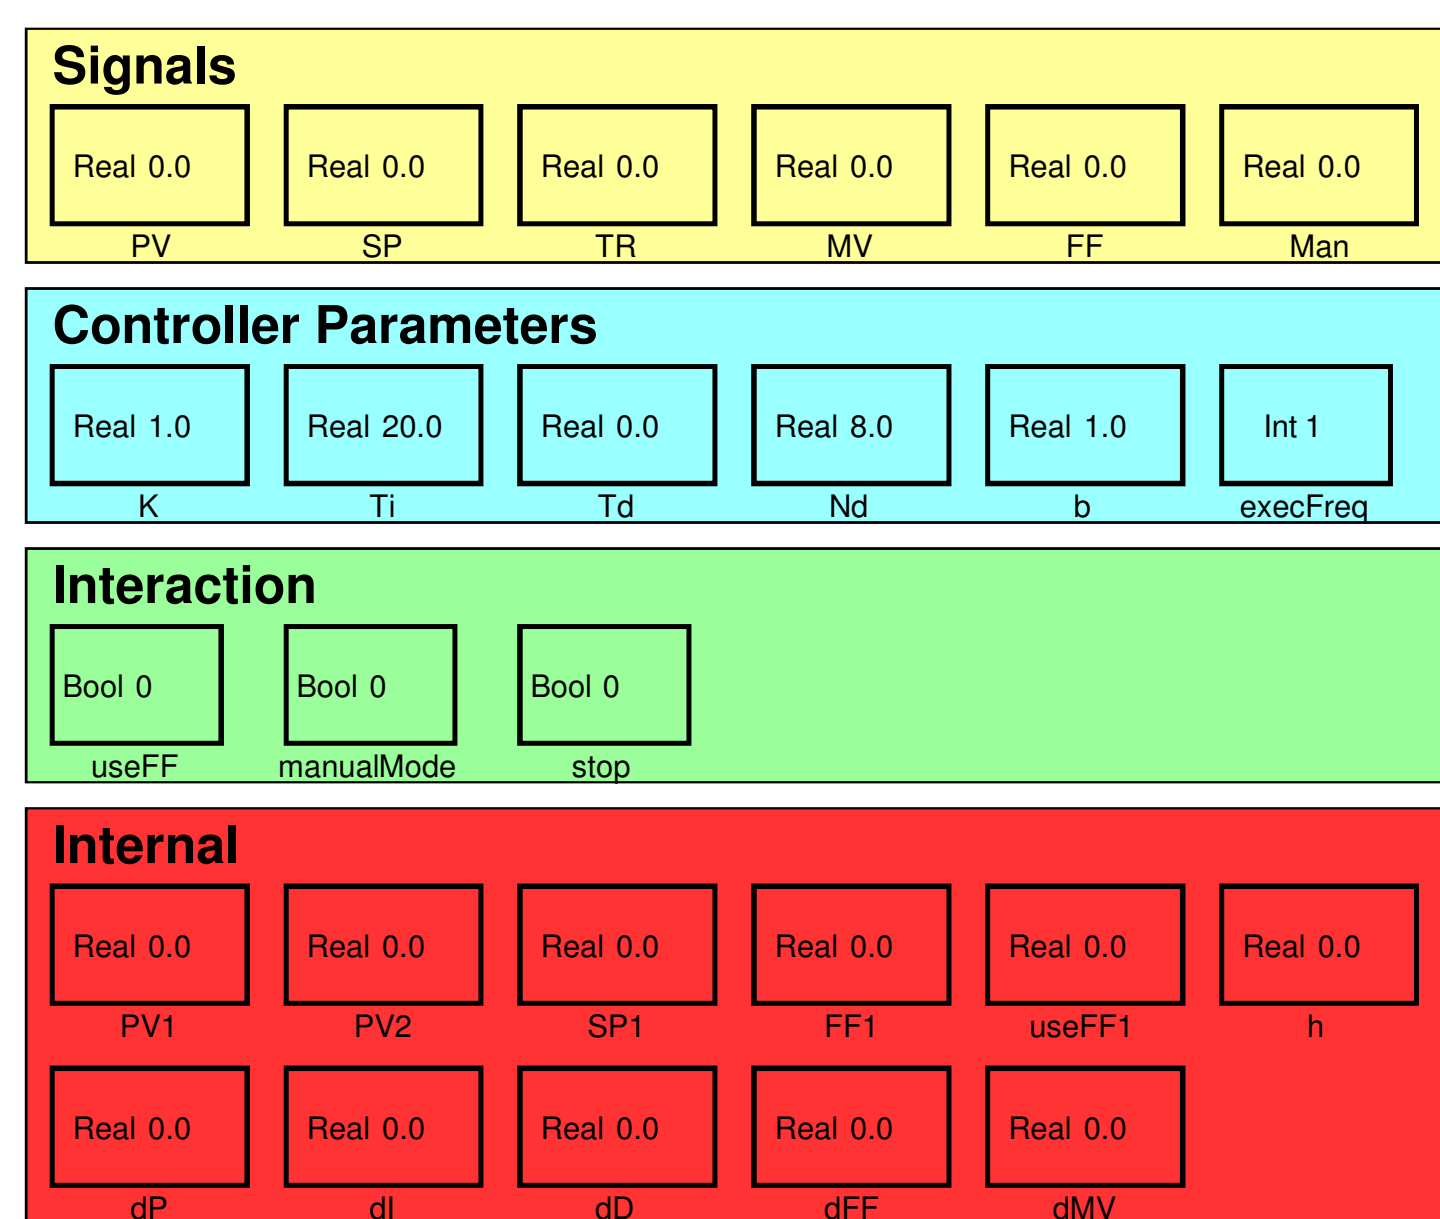 Signals
Real 0.0 Real 0.0 Real 0.0 Real 0.0 Real 0.0 Real 0.0
PV SP TR MV FF Man
Controller Parameters
Real 1.0 Real 20.0 Real 0.0 Real 8.0 Real 1.0 Int 1
K Ti Td Nd b execFreq
Interaction
Bool 0 Bool 0 Bool 0
useFF manualMode stop
Internal
Real 0.0 Real 0.0 Real 0.0 Real 0.0 Real 0.0 Real 0.0
PV1 PV2 SP1 FF1 useFF1 h
Real 0.0 Real 0.0 Real 0.0 Real 0.0 Real 0.0
dP dI dD dFF dMV